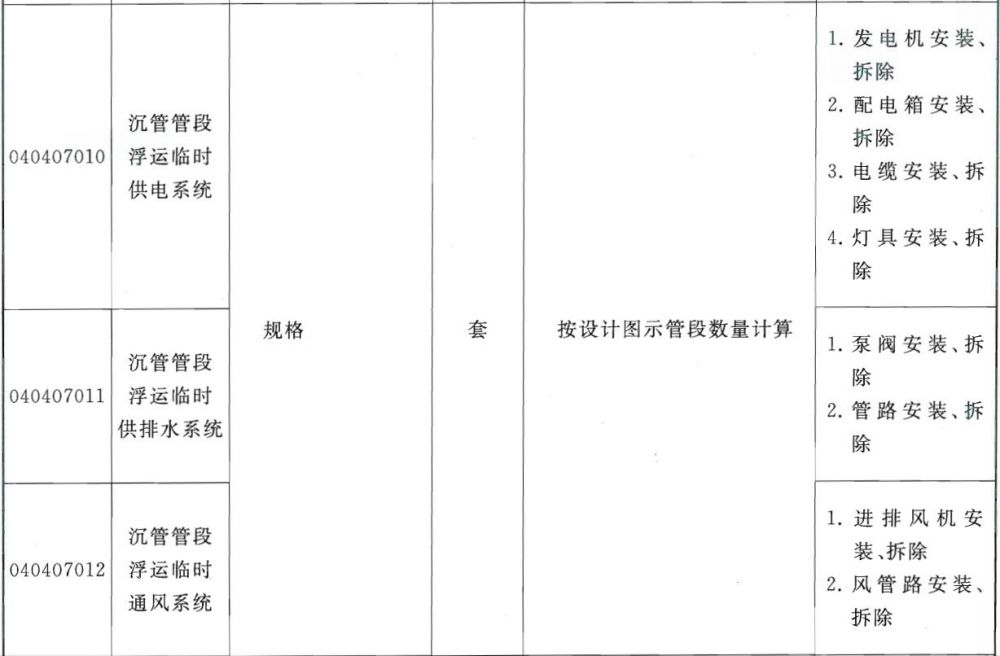 040407010
沉管管段
浮运临时
供电系统
1. 发电机安装、
拆除
2. 配电箱安装、
拆除
3. 电缆安装、拆
除
4. 灯具安装、拆
除
规格
套
按设计图示管段数量计算
040407011
沉管管段
浮运临时
供排水系统
1. 泵阀安装、拆
除
2. 管路安装、拆
除
040407012
沉管管段
浮运临时
通风系统
1. 进排风机安
装、拆除
2. 风管路安装、
拆除